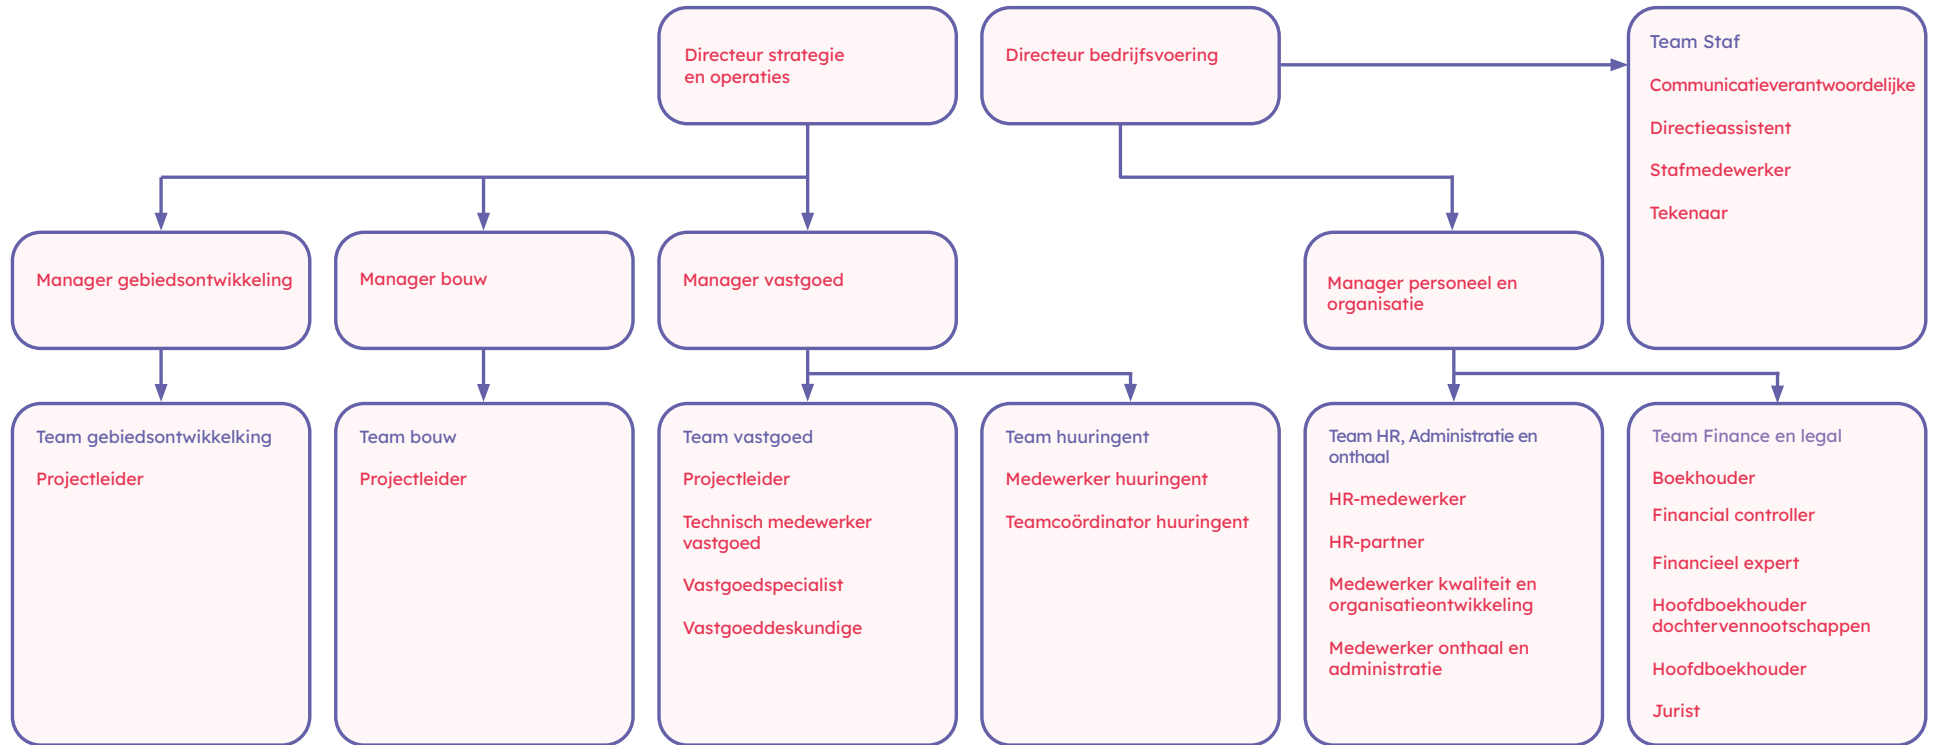 Directeur strategie
en operaties
Directeur bedrijfsvoering
Team Staf
Communicatieverantwoordelijke
Directieassistent
Stafmedewerker
Tekenaar
Manager gebiedsontwikkeling
Manager bouw
Manager vastgoed
Manager personeel en
organisatie
Team gebiedsontwikkelking
Projectleider
Team bouw
Projectleider
Team vastgoed
Projectleider
Technisch medewerker
vastgoed
Vastgoedspecialist
Vastgoeddeskundige
Team huuringent
Medewerker huuringent
Teamcoördinator huuringent
Team HR, Administratie en
onthaal
HR-medewerker
HR-partner
Medewerker kwaliteit en
organisatieontwikkeling
Medewerker onthaal en
administratie
Team Finance en legal
Boekhouder
Financial controller
Financieel expert
Hoofdboekhouder
dochtervennootschappen
Hoofdboekhouder
Jurist